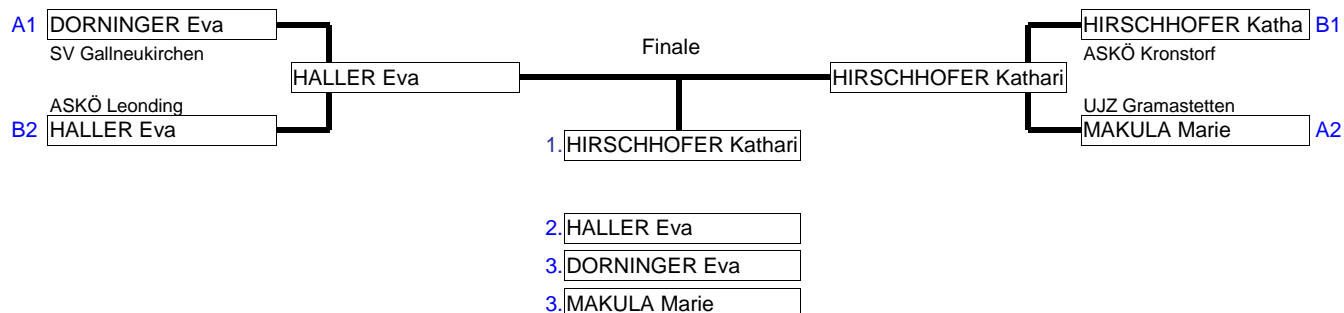 A1 DORNINGER Eva
SV Gallneukirchen
HIRSCHHOFER Katha B1
ASKÖ Kronstorf
Finale
HALLER Eva
HIRSCHHOFER Kathari
ASKÖ Leonding
B2 HALLER Eva
UJZ Gramastetten
MAKULA Marie A2
1. HIRSCHHOFER Kathari
2. HALLER Eva
3. DORNINGER Eva
3. MAKULA Marie